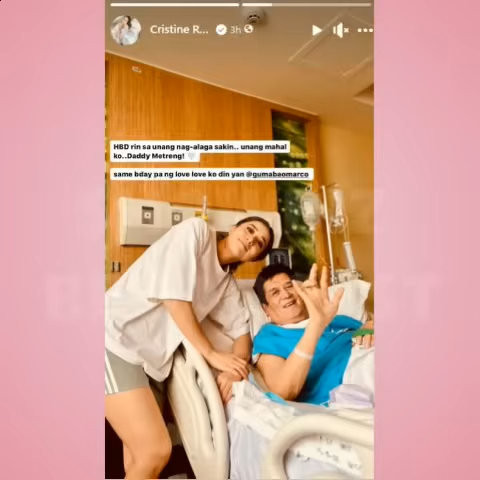 Cristine R... 3h
HBD rin sa unang nag-alaga sakin.. unang mahal
ko..Daddy Metreng! 🤍
same bday pa ng love love ko din yan @gumabaomarco